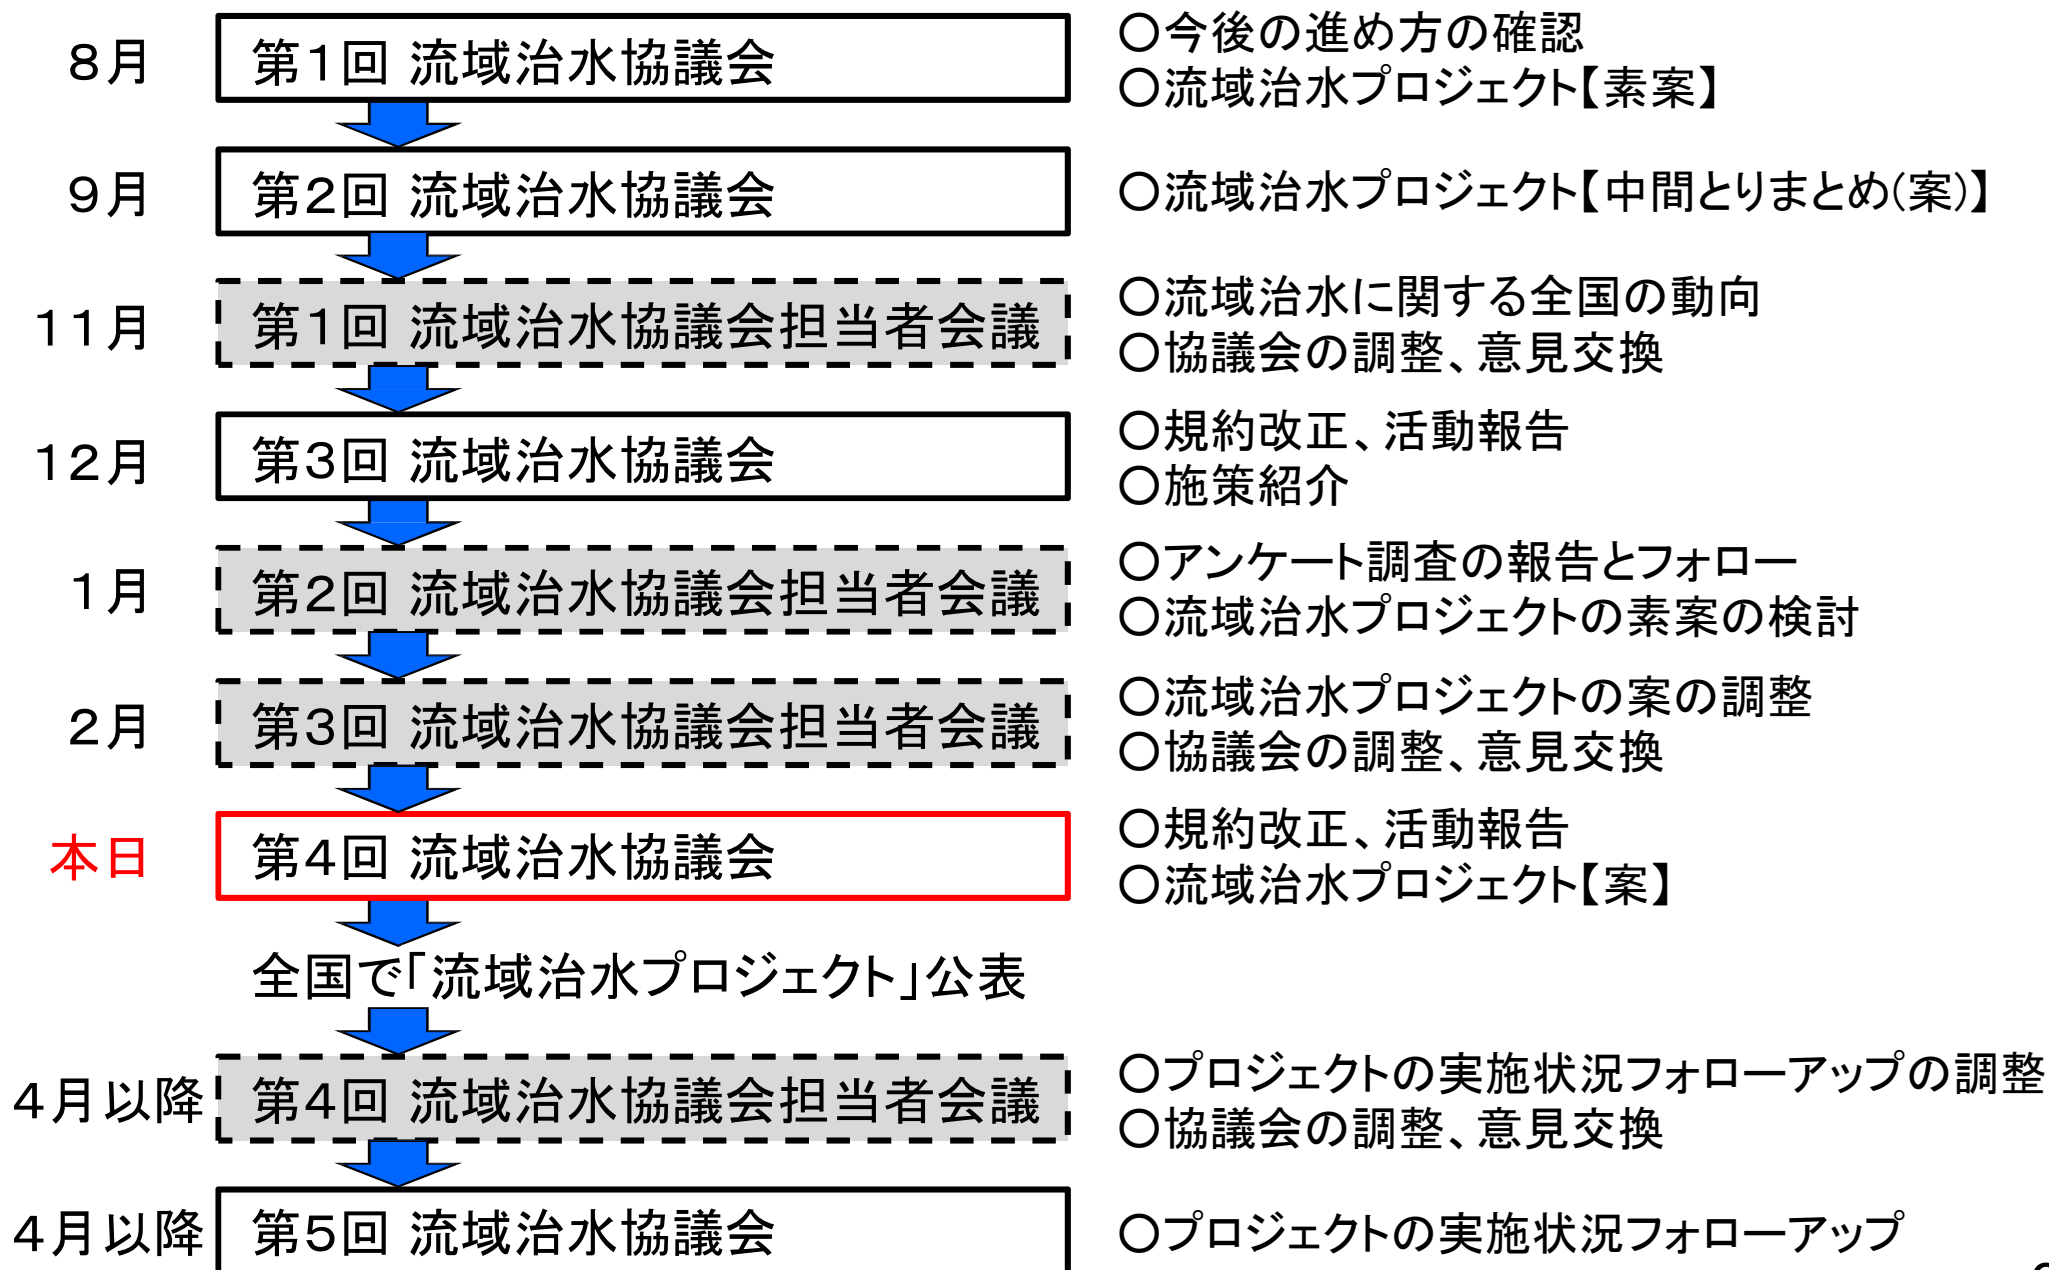 ８月
第１回 流域治水協議会
○今後の進め方の確認
○流域治水プロジェクト【素案】
９月
第２回 流域治水協議会
○流域治水プロジェクト【中間とりまとめ(案)】
１１月
第１回 流域治水協議会担当者会議
○流域治水に関する全国の動向
○協議会の調整、意見交換
１２月
第３回 流域治水協議会
○規約改正、活動報告
○施策紹介
１月
第２回 流域治水協議会担当者会議
○アンケート調査の報告とフォロー
○流域治水プロジェクトの素案の検討
２月
第３回 流域治水協議会担当者会議
○流域治水プロジェクトの案の調整
○協議会の調整、意見交換
本日
第４回 流域治水協議会
○規約改正、活動報告
○流域治水プロジェクト【案】
全国で「流域治水プロジェクト」公表
４月以降
第４回 流域治水協議会担当者会議
○プロジェクトの実施状況フォローアップの調整
○協議会の調整、意見交換
４月以降
第５回 流域治水協議会
○プロジェクトの実施状況フォローアップ